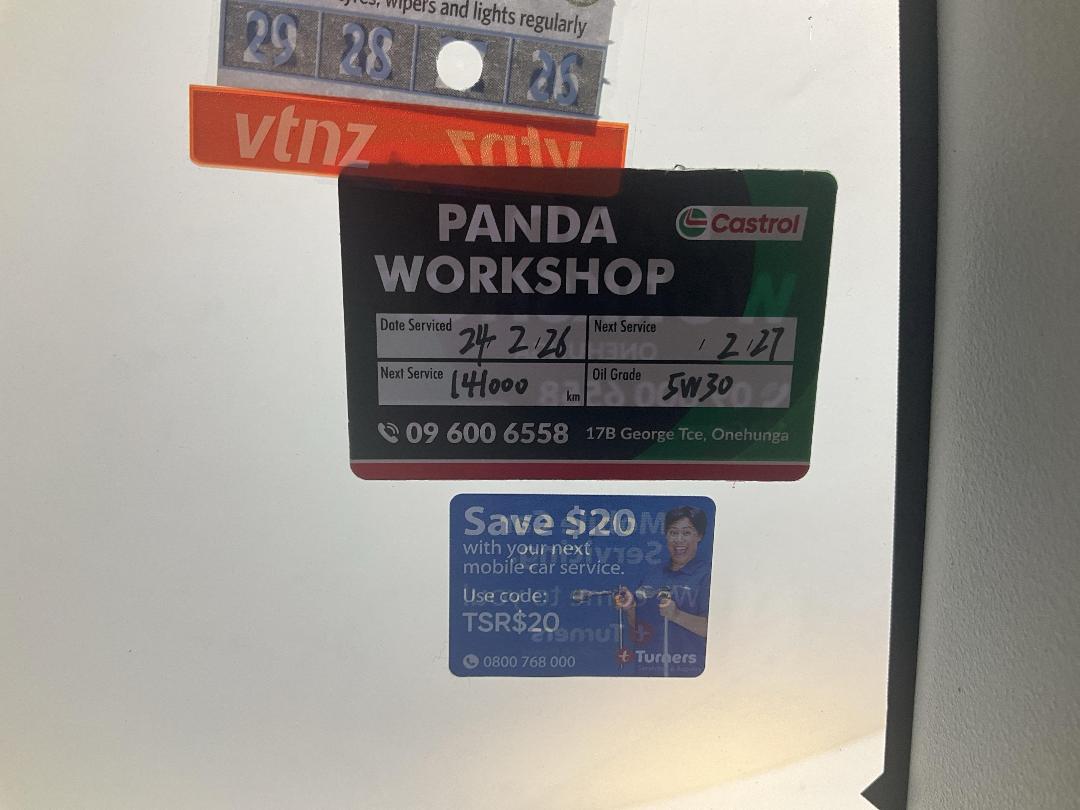 wipers and lights regularly
29 28 26
vtnz
PANDA
WORKSHOP
Castrol
Date Serviced 24.2.26
Next Service / 2.27
Next Service 141000 km
Oil Grade 5W30
09 600 6558 17B George Tce, Onehunga
Save $20
with your next
mobile car service.
Use code:
TSR$20
0800 768 000
Turners